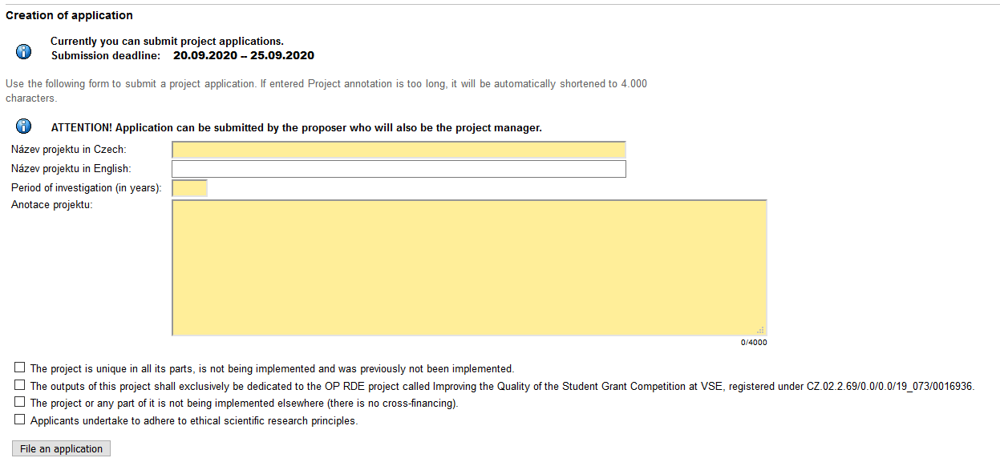 Creation of application
Currently you can submit project applications.
Submission deadline: 20.09.2020 -- 25.09.2020
Use the following form to submit a project application. If entered Project annotation is too long, it will be automatically shortened to 4.000
characters.
ATTENTION! Application can be submitted by the proposer who will also be the project manager.
Název projektu in Czech:
Název projektu in English:
Period of investigation (in years):
Anotace projektu:
0/4000
The project is unique in all its parts, is not being implemented and was previously not been implemented.
The outputs of this project shall exclusively be dedicated to the OP RDE project called Improving the Quality of the Student Grant Competition at VSE, registered under CZ.02.2.69/0.0/0.0/19_073/0016936.
The project or any part of it is not being implemented elsewhere (there is no cross-financing).
Applicants undertake to adhere to ethical scientific research principles.
File an application